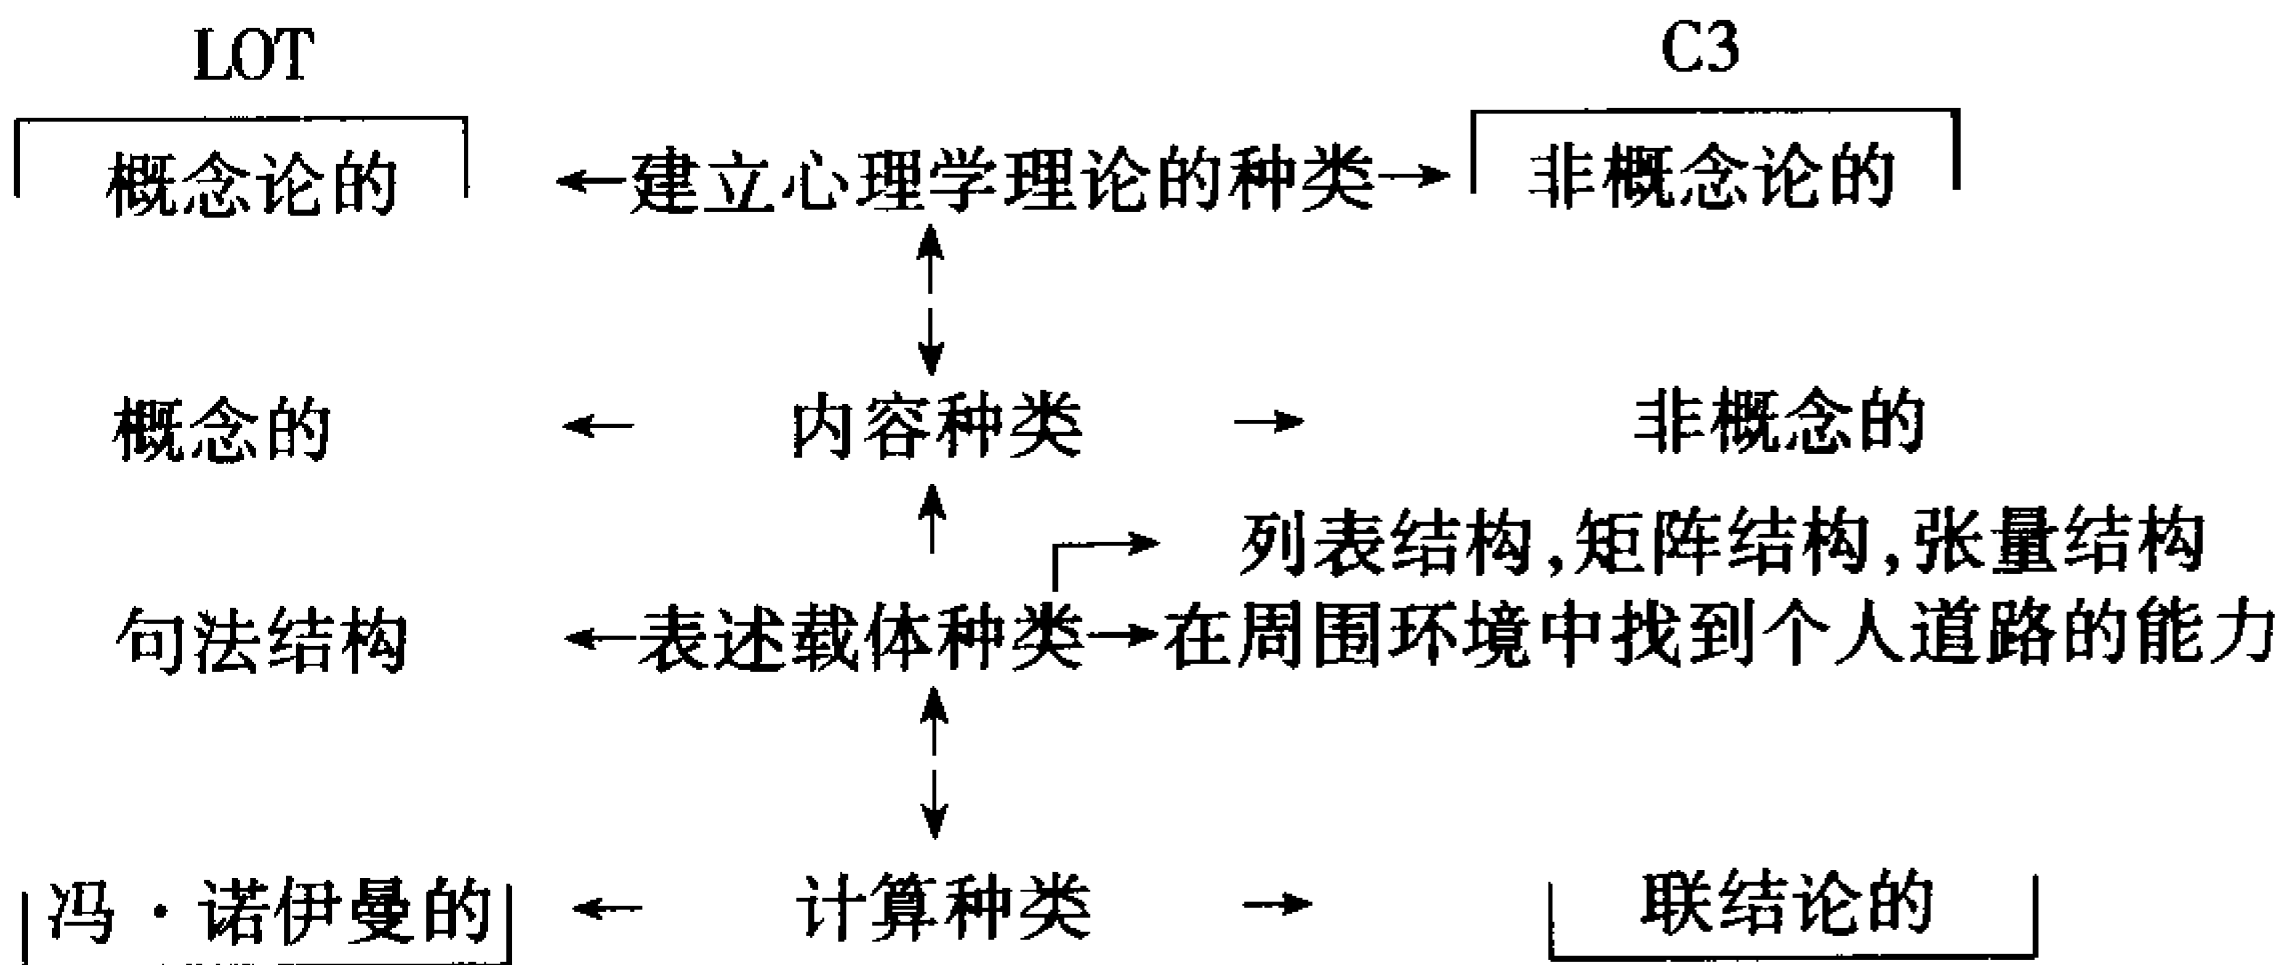 LOT C3
概念论的 建立心理学理论的种类 非概念论的
概念的 内容种类 非概念的
列表结构,矩阵结构,张量结构
句法结构 表述载体种类 在周围环境中找到个人道路的能力
冯·诺伊曼的 计算种类 联结论的